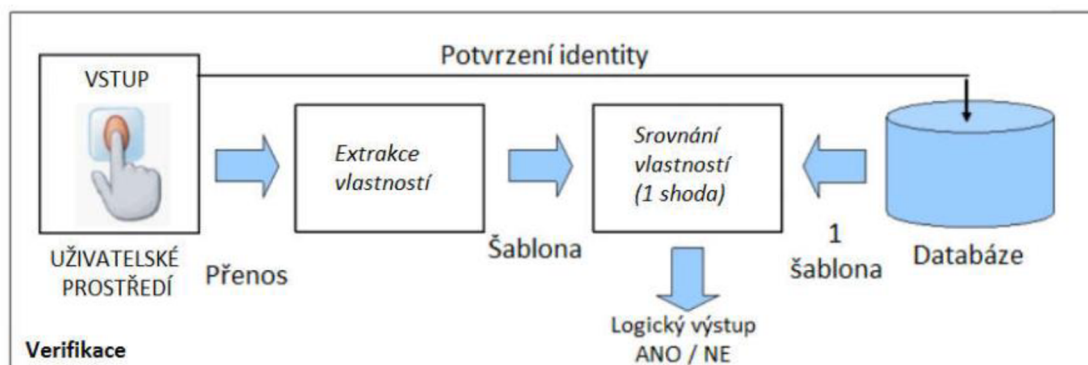 Potvrzení identity
VSTUP
UŽIVATELSKÉ
PROSTŘEDÍ
Přenos
Extrakce
vlastností
Šablona
Srovnání
vlastností
(1 shoda)
1
šablona
Databáze
Logický výstup
ANO / NE
Verifikace